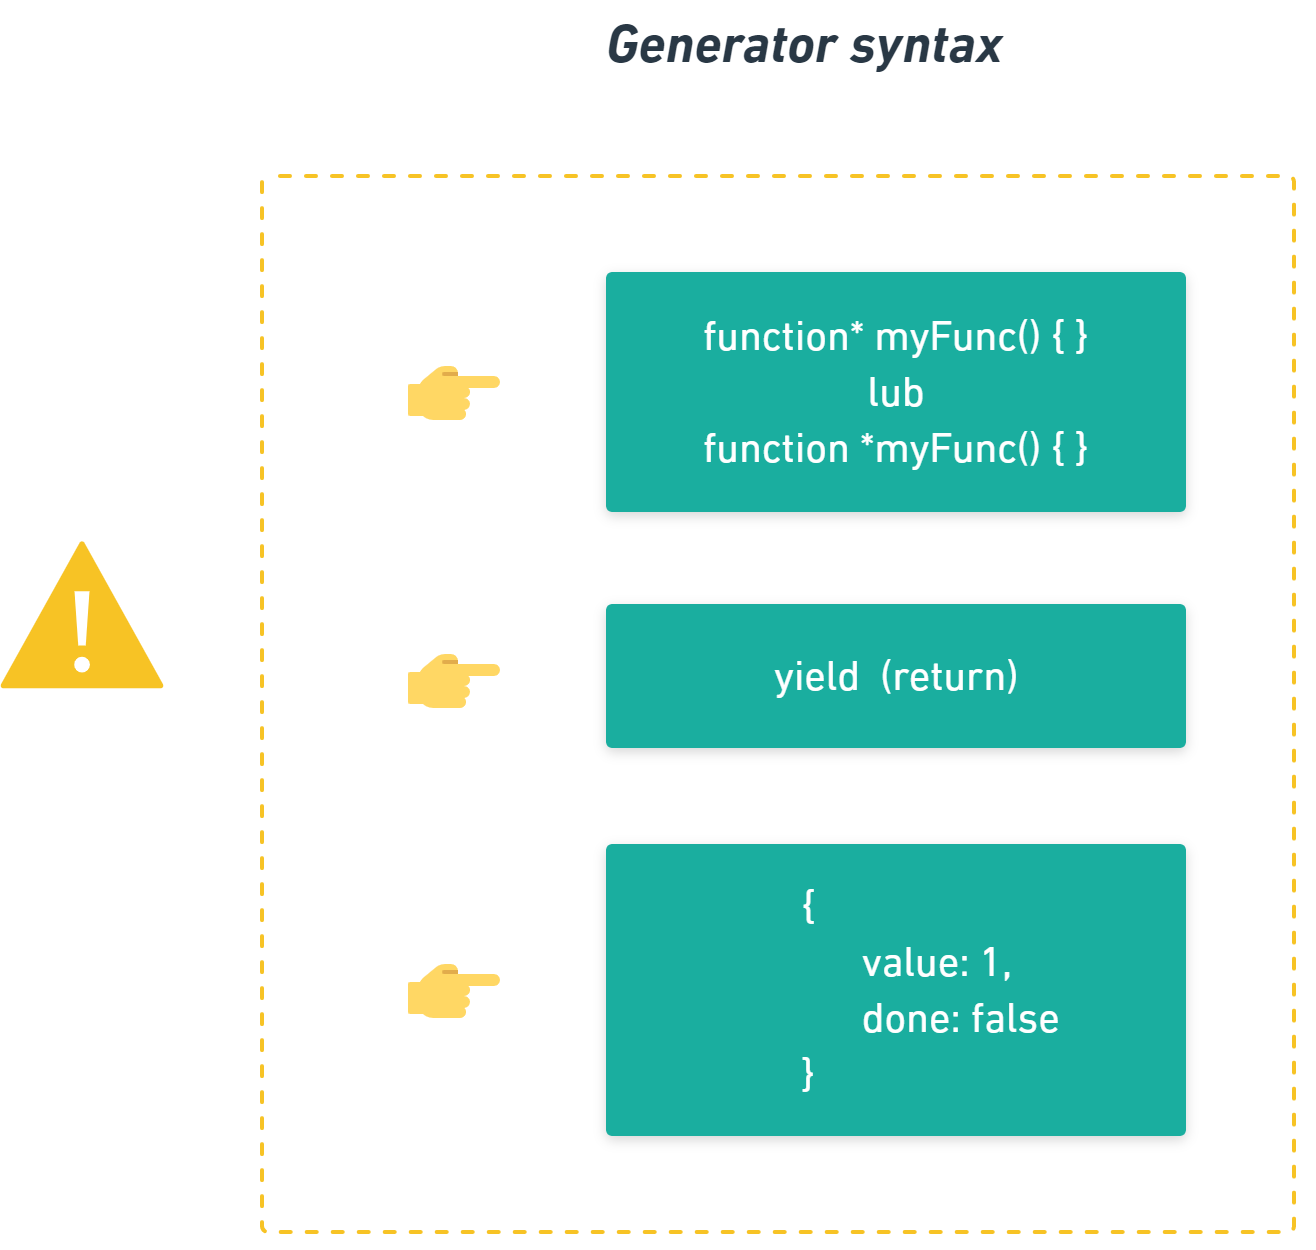 Generator syntax
function* myFunc() { }
lub
function *myFunc() { }
yield (return)
{
value: 1,
done: false
}